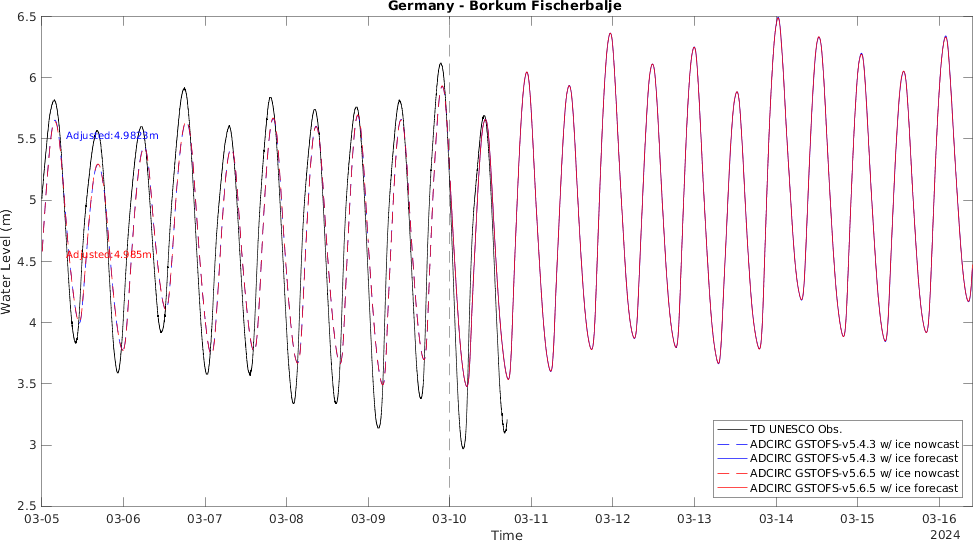 Germany - Borkum Fischerbalje
6.5
6
5.5
5
4.5
4
3.5
3
2.5
Water Level (m)
Adjusted:4.9823m
Adjusted:4.985m
TD UNESCO Obs.
ADCIRC GSTOFS-v5.4.3 w/ ice nowcast
ADCIRC GSTOFS-v5.4.3 w/ ice forecast
ADCIRC GSTOFS-v5.6.5 w/ ice nowcast
ADCIRC GSTOFS-v5.6.5 w/ ice forecast
03-05 03-06 03-07 03-08 03-09 03-10 03-11 03-12 03-13 03-14 03-15 03-16
Time
2024